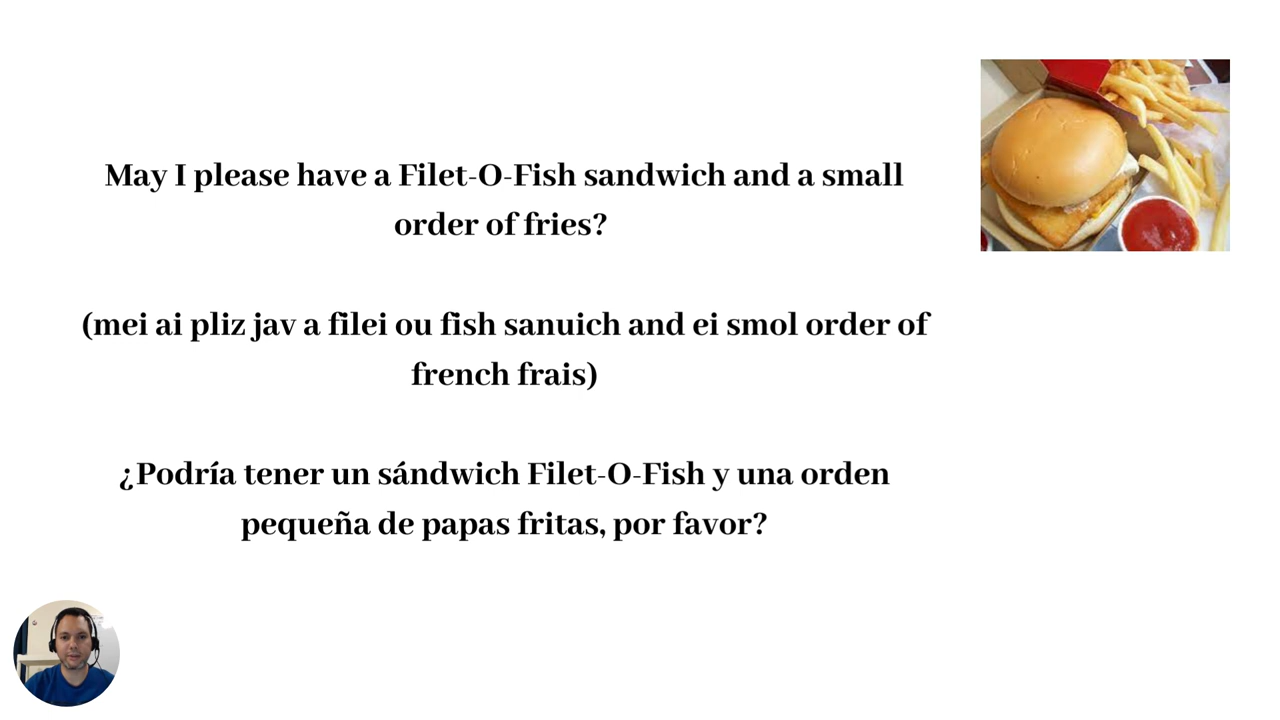 May I please have a Filet-O-Fish sandwich and a small
order of fries?
(mei ai pliz jav a filei ou fish sanuich and ei smol order of
french frais)
¿Podría tener un sándwich Filet-O-Fish y una orden
pequeña de papas fritas, por favor?